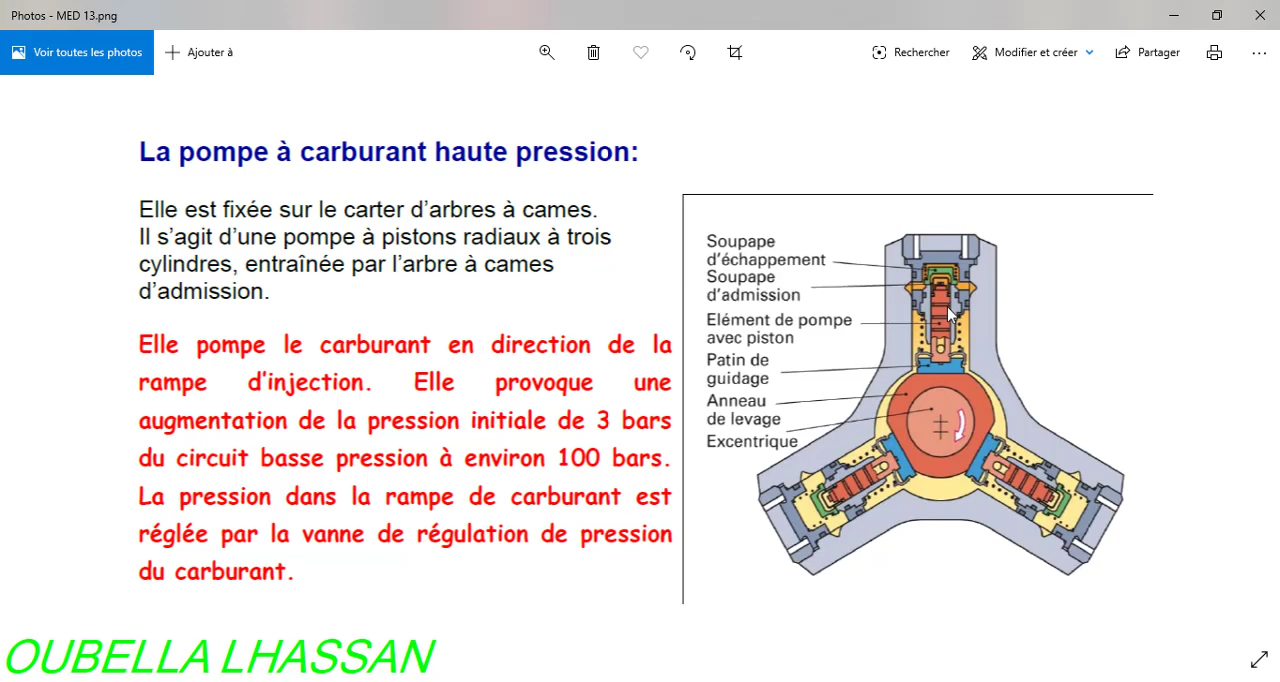 Photos - MED 13.png
Voir toutes les photos
Ajouter à
Rechercher
Modifier et créer
Partager
La pompe à carburant haute pression:
Elle est fixée sur le carter d'arbres à cames.
Il s'agit d'une pompe à pistons radiaux à trois
cylindres, entraînée par l'arbre à cames
d'admission.
Elle pompe le carburant en direction de la
rampe d'injection. Elle provoque une
augmentation de la pression initiale de 3 bars
du circuit basse pression à environ 100 bars.
La pression dans la rampe de carburant est
réglée par la vanne de régulation de pression
du carburant.
Soupape
d'échappement
Soupape
d'admission
Elément de pompe
avec piston
Patin de
guidage
Anneau
de levage
Excentrique
OUBELLA LHASSAN